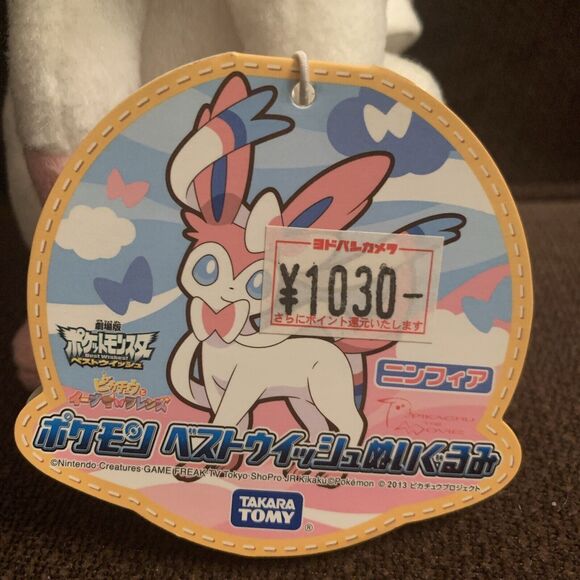 ヨドバシカメラ
¥1030-
さらにポイント還元いたします
劇場版
ポケットモンスター
Best Wishes!
ベストウイッシュ
ピカチュウと
イーブイ☆フレンズ
ニンフィア
PIKACHU
THE
MOVIE
ポケモン ベストウイッシュぬいぐるみ
©Nintendo･Creatures･GAME FREAK･TV Tokyo･ShoPro･JR Kikaku ©Pokémon © 2013 ピカチュウプロジェクト
TAKARA
TOMY
®